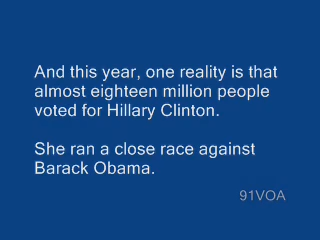 And this year, one reality is that
almost eighteen million people
voted for Hillary Clinton.
She ran a close race against
Barack Obama.
91VOA